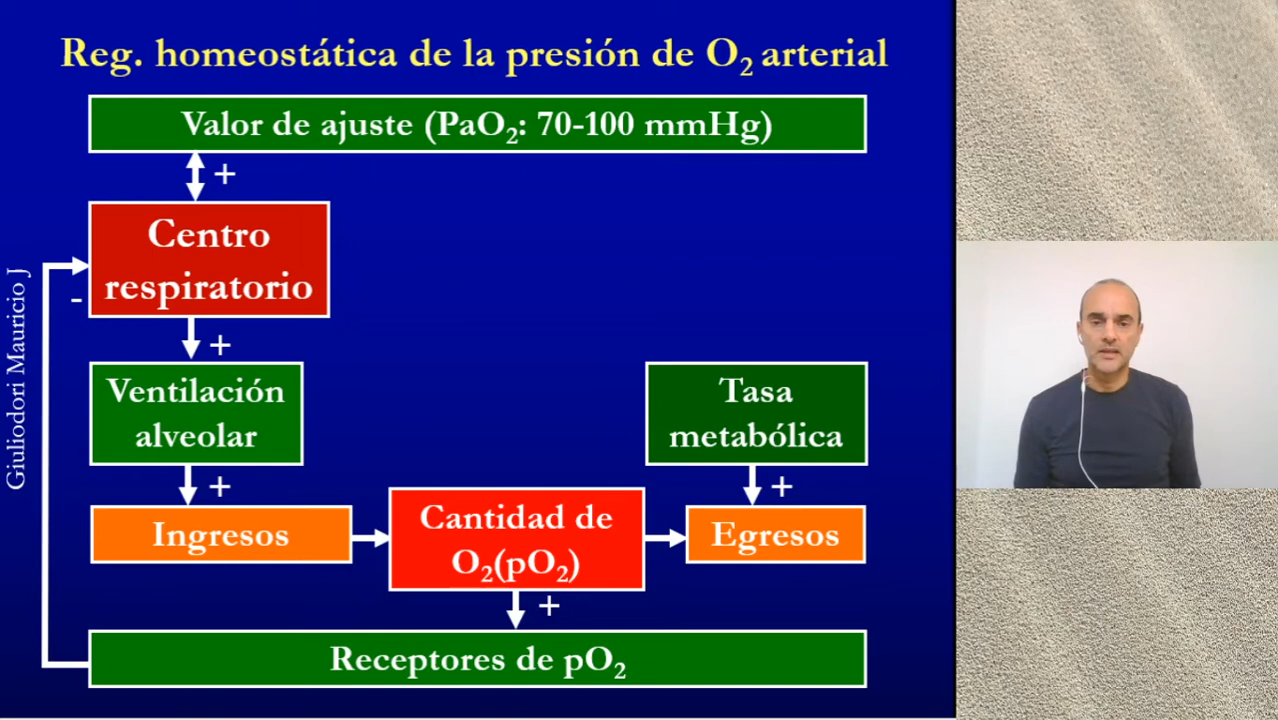 Reg. homeostática de la presión de O₂ arterial
Valor de ajuste (PaO₂: 70-100 mmHg)
+
Centro
respiratorio
-
+
Ventilación
alveolar
Tasa
metabólica
+
+
Ingresos
Cantidad de
O₂(pO₂)
Egresos
+
Receptores de pO₂
Giuliodori Mauricio J